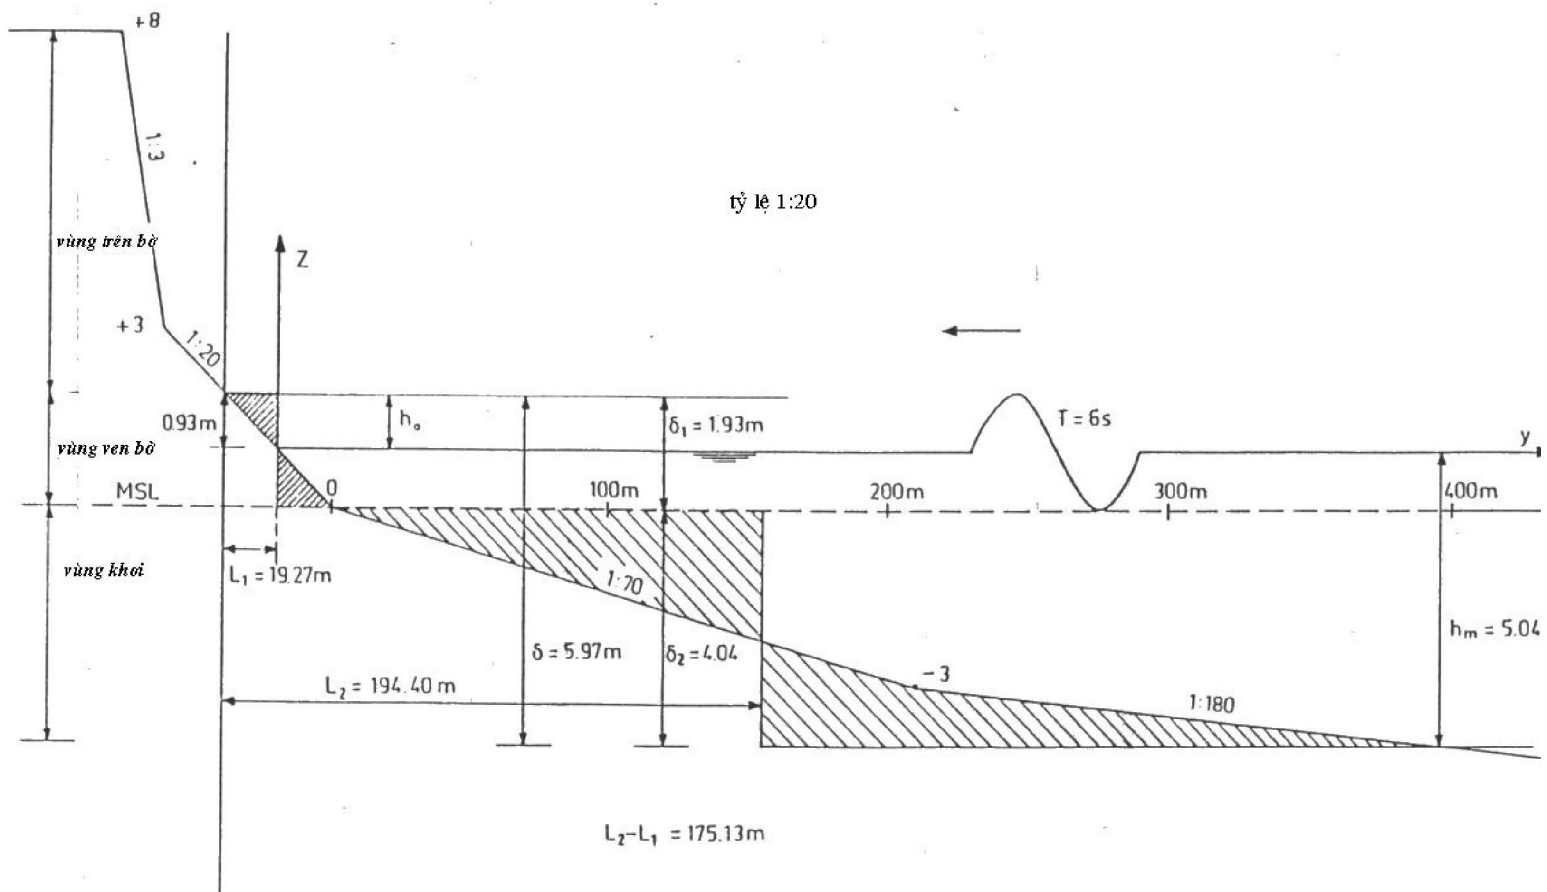 +8
1:3
tỷ lệ 1:20
vùng trên bờ
Z
+3
1:20
0.93m
hₒ
δ₁ = 1.93m
T = 6s
y
vùng ven bờ
MSL
0
100m
200m
300m
400m
vùng khơi
L₁ = 19.27m
1:70
δ = 5.97m
δ₂ = 4.04
hₘ = 5.04
L₂ = 194.40 m
-3
1:180
L₂-L₁ = 175.13m